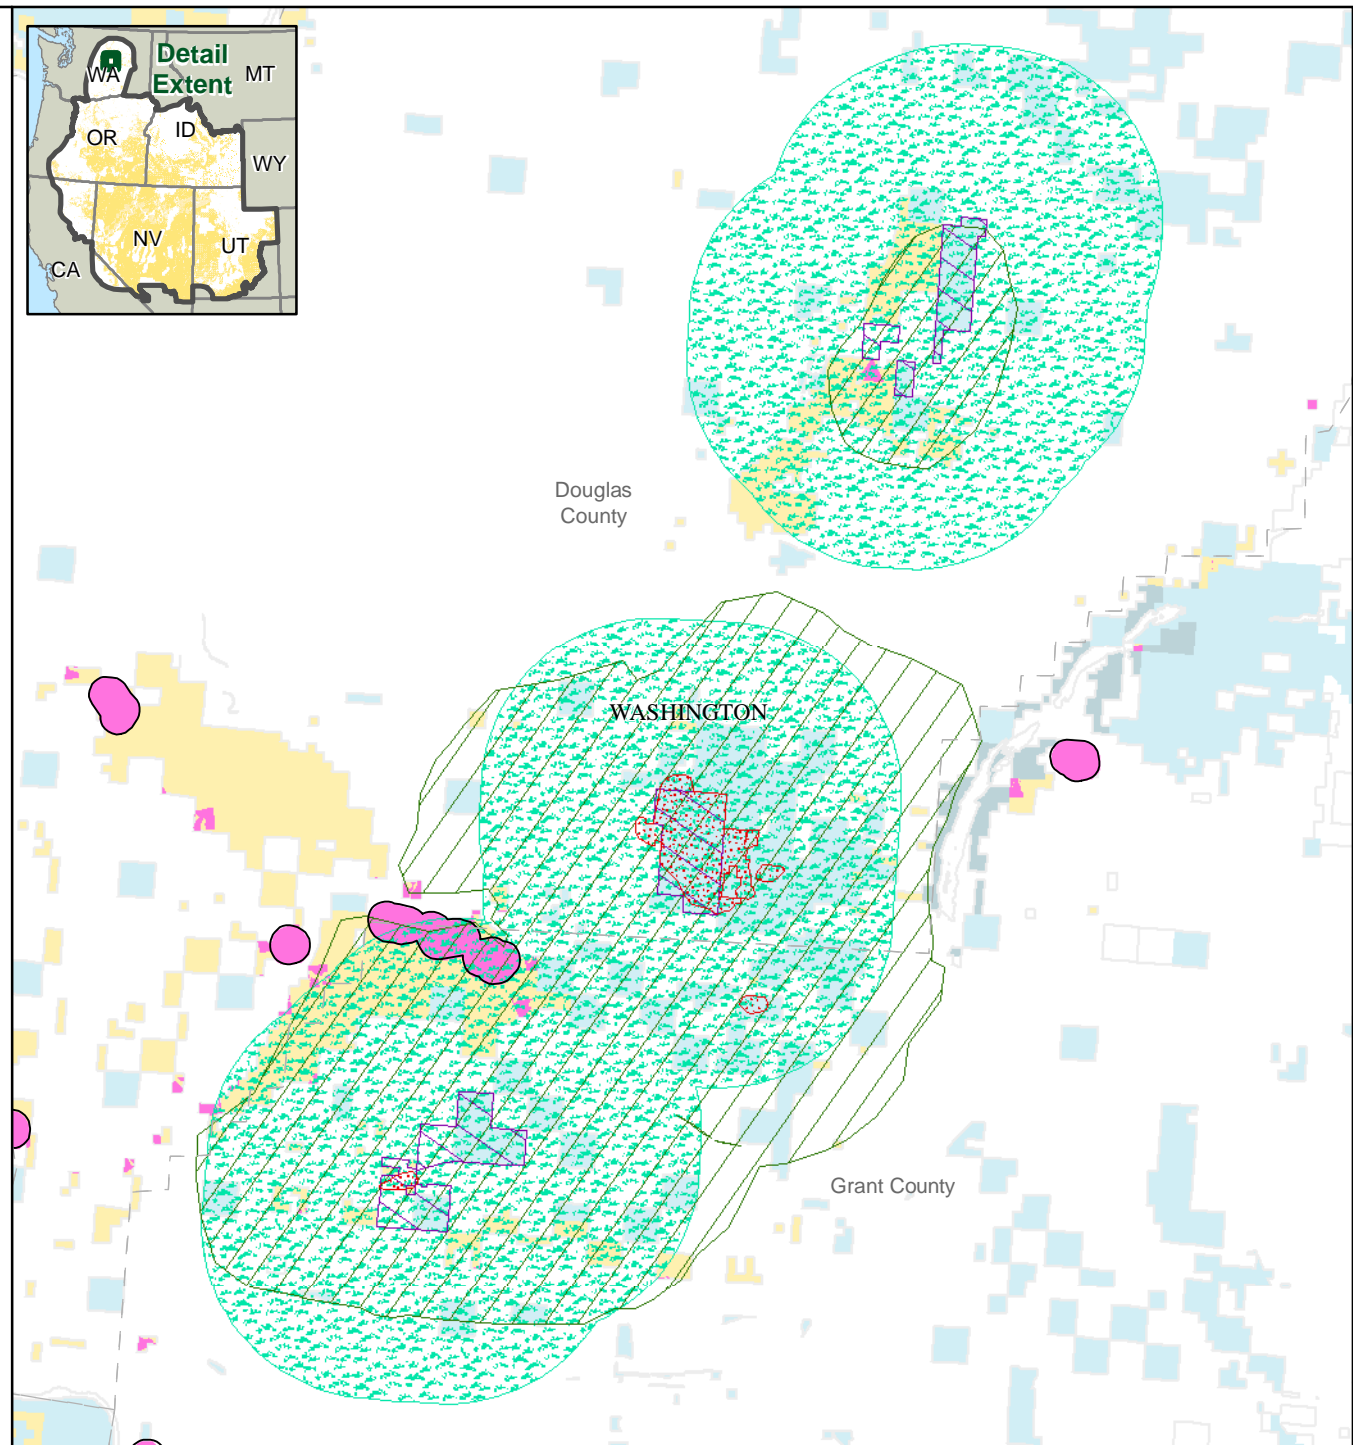 Detail
Extent
WA
MT
OR
ID
WY
NV
UT
CA
Douglas
County
WASHINGTON
Grant County